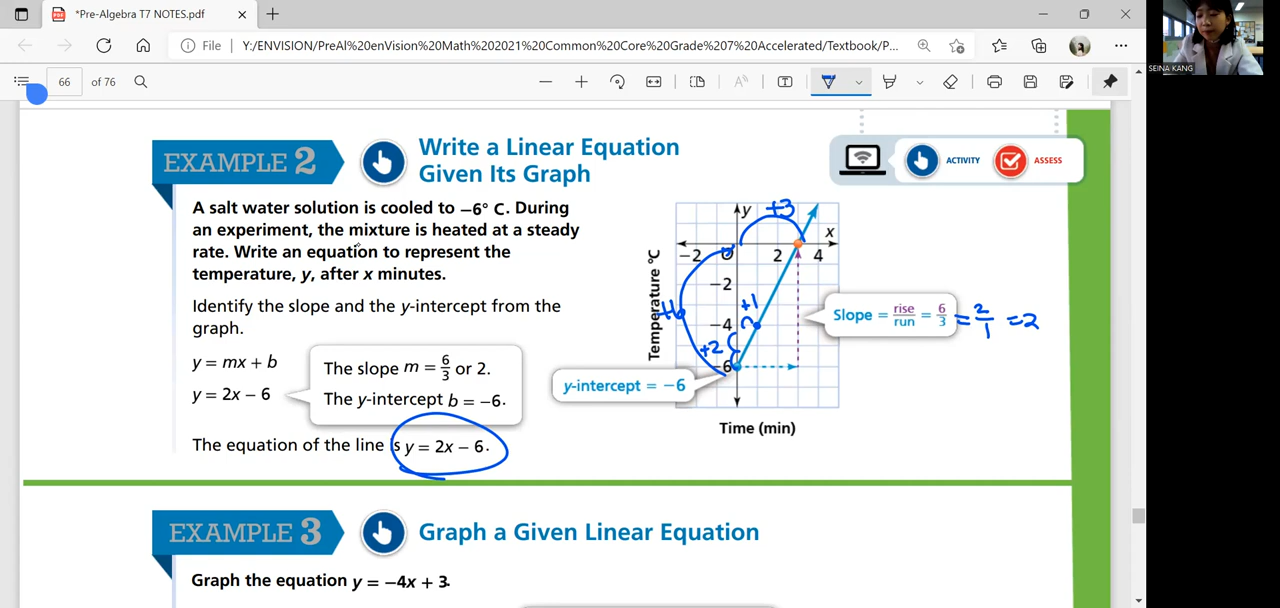 *Pre-Algebra T7 NOTES.pdf
File
Y:/ENVISION/PreAl%20enVision%20Math%202021%20Common%20Core%20Grade%207%20Accelerated/Textbook/P...
66 of 76
SEINA KANG
EXAMPLE 2
Write a Linear Equation
Given Its Graph
ACTIVITY
ASSESS
A salt water solution is cooled to −6° C. During
an experiment, the mixture is heated at a steady
rate. Write an equation to represent the
temperature, y, after x minutes.
Identify the slope and the y-intercept from the
graph.
y = mx + b
y = 2x − 6
The slope m = 6/3 or 2.
The y-intercept b = −6.
The equation of the line is y = 2x − 6.
Temperature °C
y
x
−2
O
2
4
−2
−4
−6
+3
+6
+1
+2
Slope = rise/run = 6/3 = 2/1 = 2
y-intercept = −6
Time (min)
EXAMPLE 3
Graph a Given Linear Equation
Graph the equation y = −4x + 3.